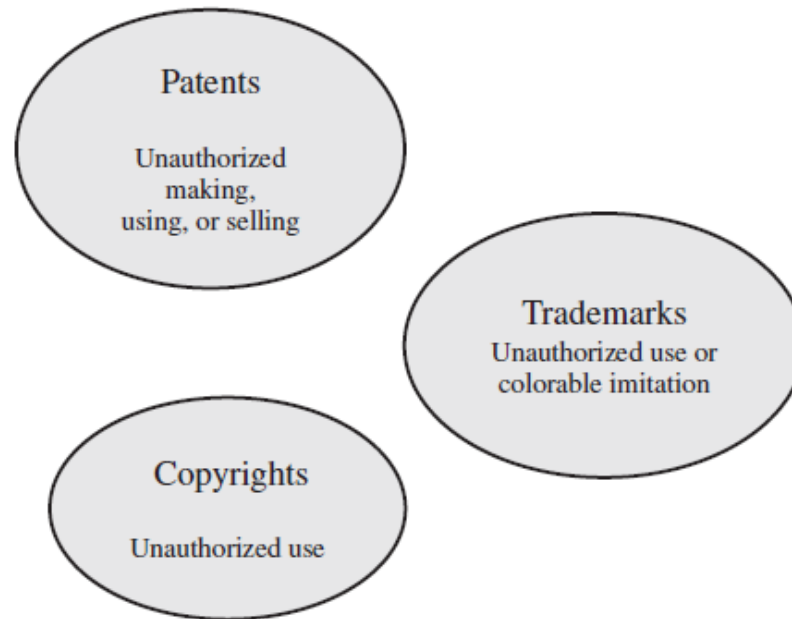 Patents
Unauthorized
making,
using, or selling
Trademarks
Unauthorized use or
colorable imitation
Copyrights
Unauthorized use